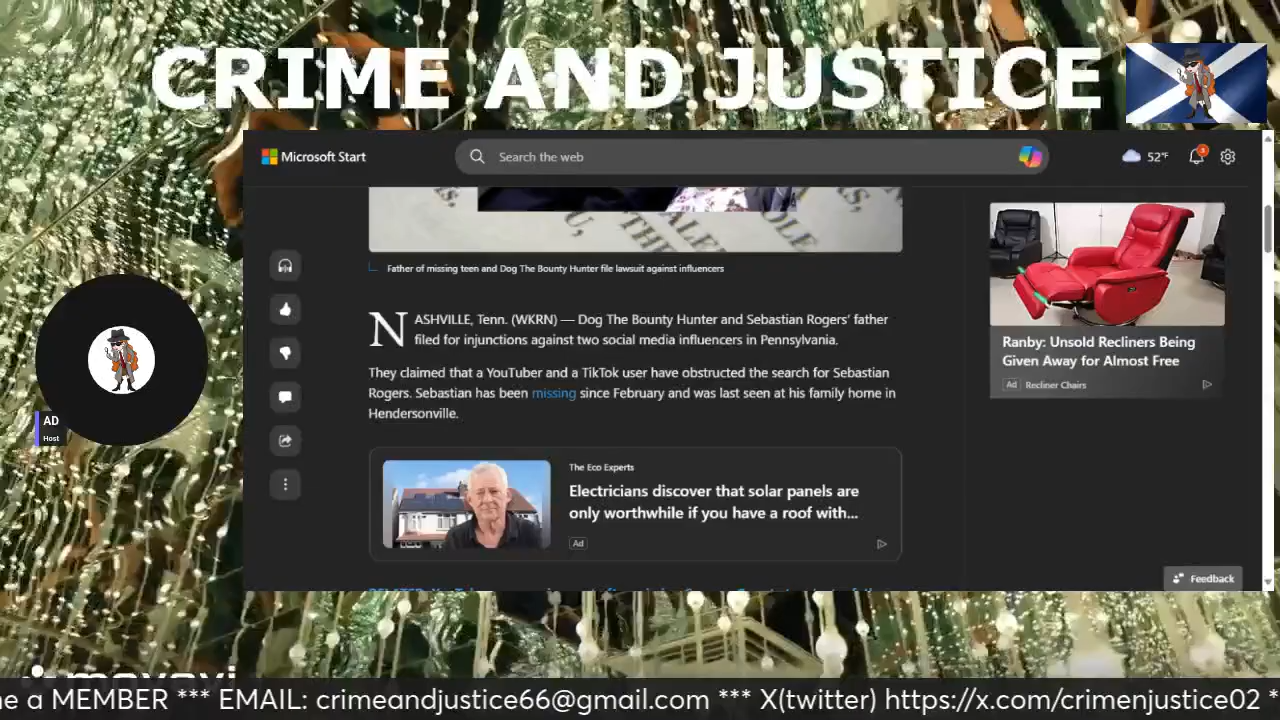 CRIME AND JUSTICE
Microsoft Start
Search the web
52°F
3
Father of missing teen and Dog The Bounty Hunter file lawsuit against influencers
NASHVILLE, Tenn. (WKRN) — Dog The Bounty Hunter and Sebastian Rogers' father
filed for injunctions against two social media influencers in Pennsylvania.
They claimed that a YouTuber and a TikTok user have obstructed the search for Sebastian
Rogers. Sebastian has been missing since February and was last seen at his family home in
Hendersonville.
The Eco Experts
Electricians discover that solar panels are
only worthwhile if you have a roof with...
Ad
Ranby: Unsold Recliners Being
Given Away for Almost Free
Ad Recliner Chairs
Feedback
AD
Host
e a MEMBER *** EMAIL: crimeandjustice66@gmail.com *** X(twitter) https://x.com/crimenjustice02 *